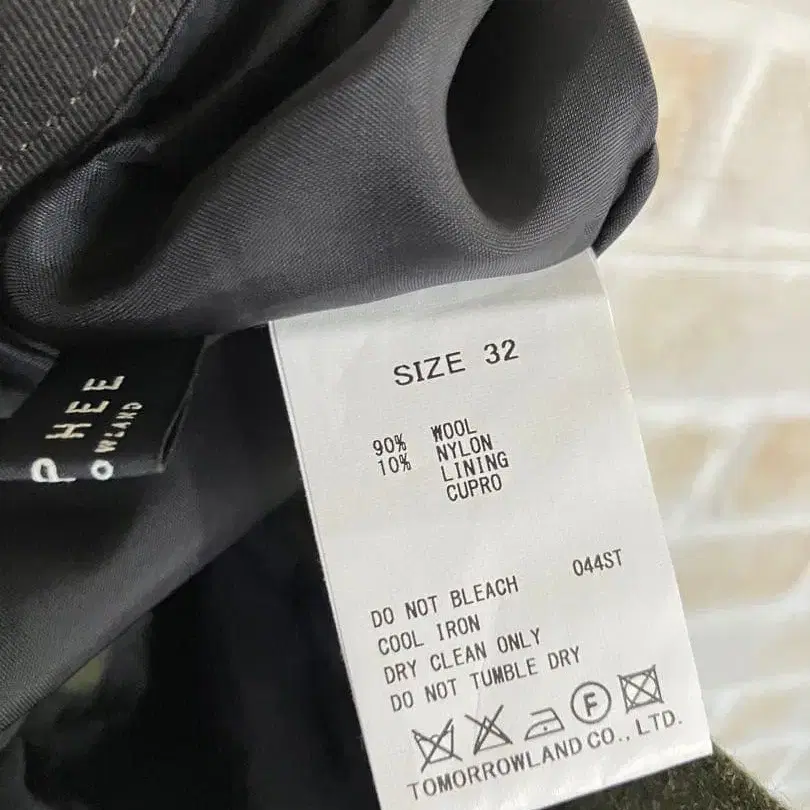 PHEE
OWLAND
SIZE 32
90% WOOL
10% NYLON
LINING
CUPRO
044ST
DO NOT BLEACH
COOL IRON
DRY CLEAN ONLY
DO NOT TUMBLE DRY
F
TOMORROWLAND CO., LTD.